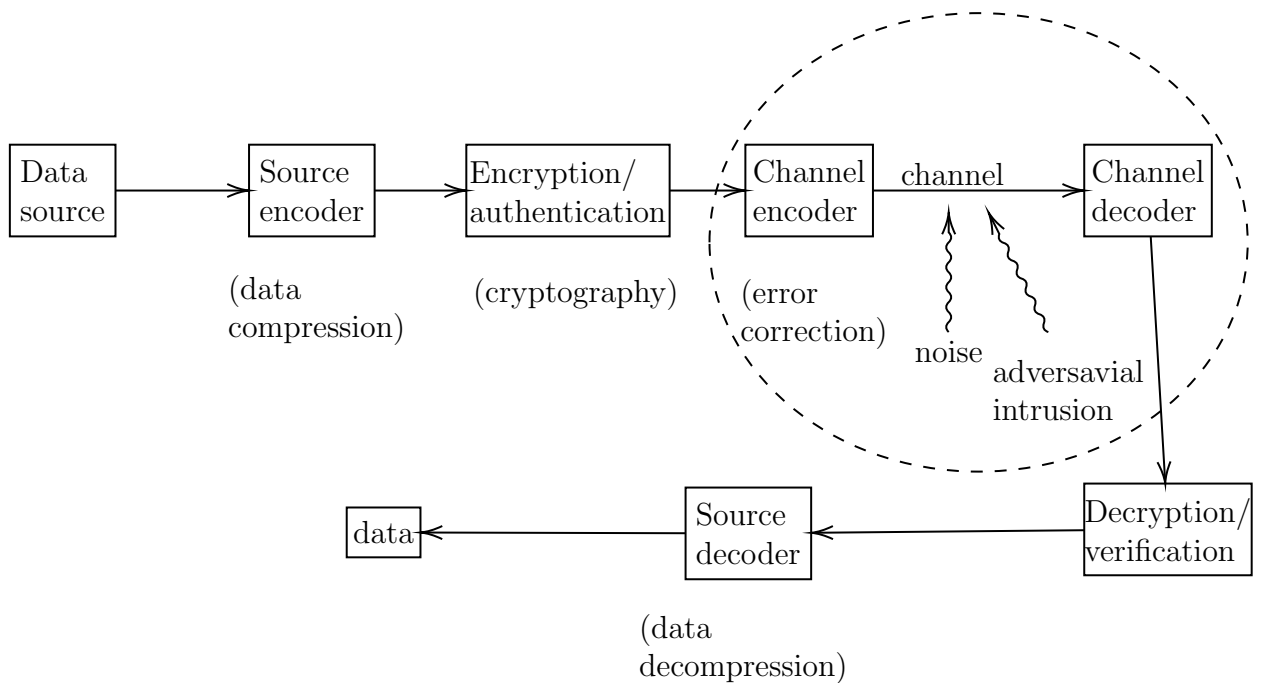 Data
source
Source
encoder
(data
compression)
Encryption/
authentication
(cryptography)
Channel
encoder
(error
correction)
channel
noise
adversavial
intrusion
Channel
decoder
Decryption/
verification
Source
decoder
(data
decompression)
data